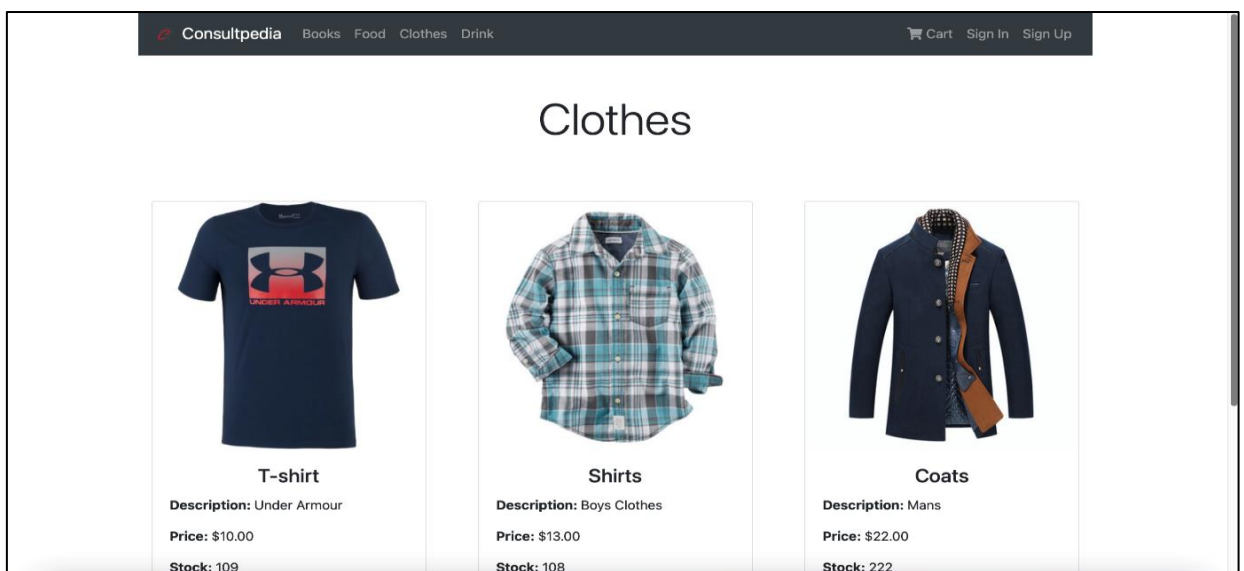 Consultpedia Books Food Clothes Drink Cart Sign In Sign Up
Clothes
UNDER ARMOUR
T-shirt
Description: Under Armour
Price: $10.00
Stock: 109
Shirts
Description: Boys Clothes
Price: $13.00
Stock: 108
Coats
Description: Mans
Price: $22.00
Stock: 222